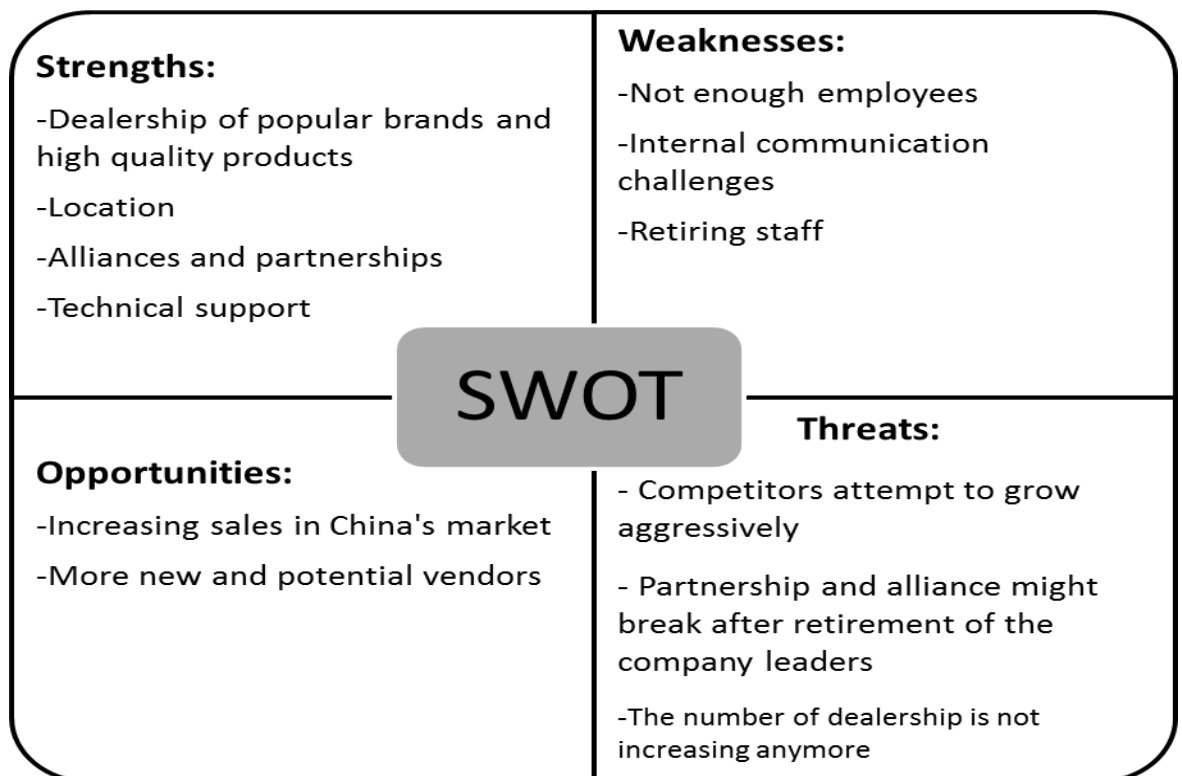 Strengths:
-Dealership of popular brands and
high quality products
-Location
-Alliances and partnerships
-Technical support
Weaknesses:
-Not enough employees
-Internal communication
challenges
-Retiring staff
SWOT
Opportunities:
-Increasing sales in China's market
-More new and potential vendors
Threats:
- Competitors attempt to grow
aggressively
- Partnership and alliance might
break after retirement of the
company leaders
-The number of dealership is not
increasing anymore